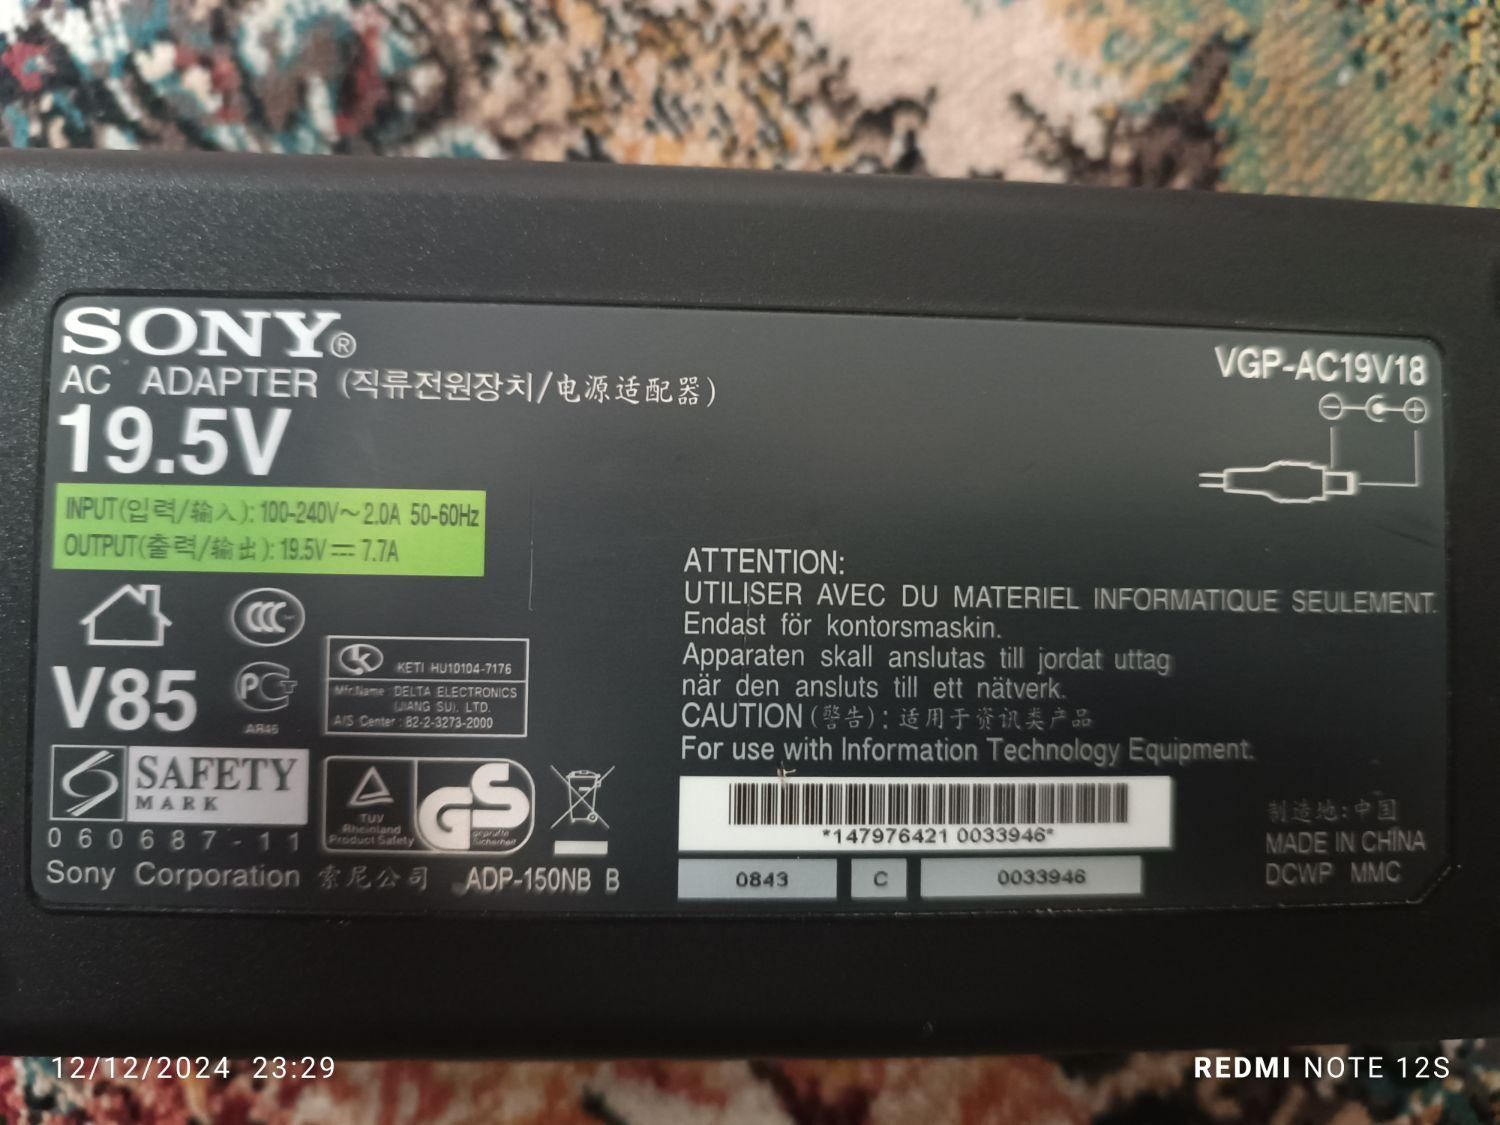 SONY®
AC ADAPTER (직류전원장치/电源适配器)
19.5V
INPUT(입력/输入): 100-240V～2.0A 50-60Hz
OUTPUT(출력/输出): 19.5V ⎓ 7.7A
VGP-AC19V18
V85
CCC
PCT
AR46
KETI HU10104-7176
Mfr.Name : DELTA ELECTRONICS
(JIANG SU). LTD.
A/S Center : 82-2-3273-2000
S SAFETY
MARK
060687-11
TUV
Rheinland
Product Safety
GS
geprüfte
Sicherheit
Sony Corporation 索尼公司 ADP-150NB B
ATTENTION:
UTILISER AVEC DU MATERIEL INFORMATIQUE SEULEMENT.
Endast för kontorsmaskin.
Apparaten skall anslutas till jordat uttag
när den ansluts till ett nätverk.
CAUTION(警告): 适用于资讯类产品
For use with Information Technology Equipment.
*147976421 0033946*
0843 C 0033946
制造地:中国
MADE IN CHINA
DCWP MMC
12/12/2024 23:29
REDMI NOTE 12S